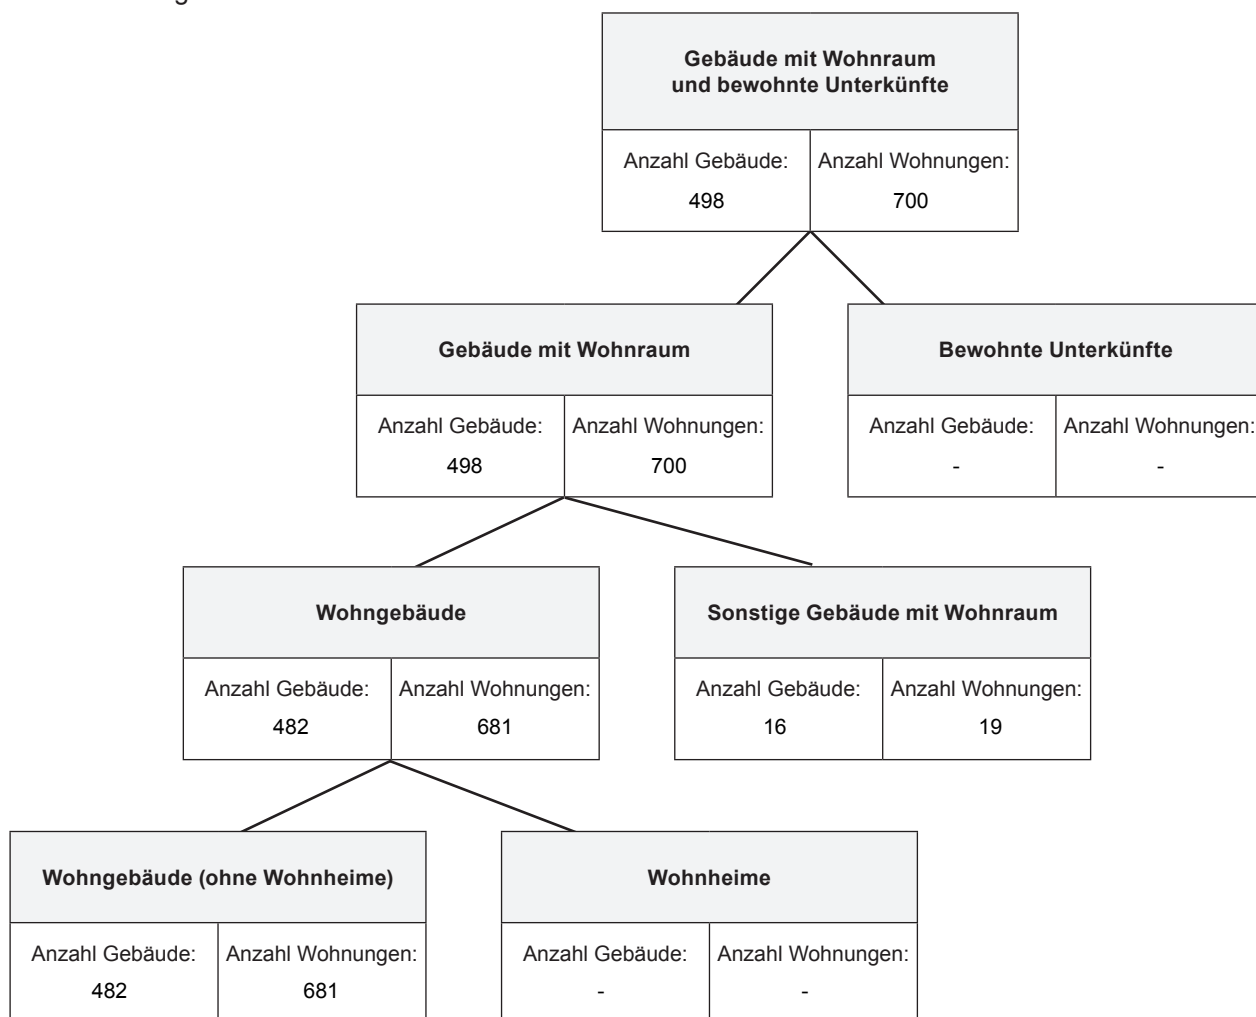 Gebäude mit Wohnraum
und bewohnte Unterkünfte
Anzahl Gebäude: Anzahl Wohnungen:
498 700
Gebäude mit Wohnraum
Anzahl Gebäude: Anzahl Wohnungen:
498 700
Bewohnte Unterkünfte
Anzahl Gebäude: Anzahl Wohnungen:
- -
Wohngebäude
Anzahl Gebäude: Anzahl Wohnungen:
482 681
Sonstige Gebäude mit Wohnraum
Anzahl Gebäude: Anzahl Wohnungen:
16 19
Wohngebäude (ohne Wohnheime)
Anzahl Gebäude: Anzahl Wohnungen:
482 681
Wohnheime
Anzahl Gebäude: Anzahl Wohnungen:
- -